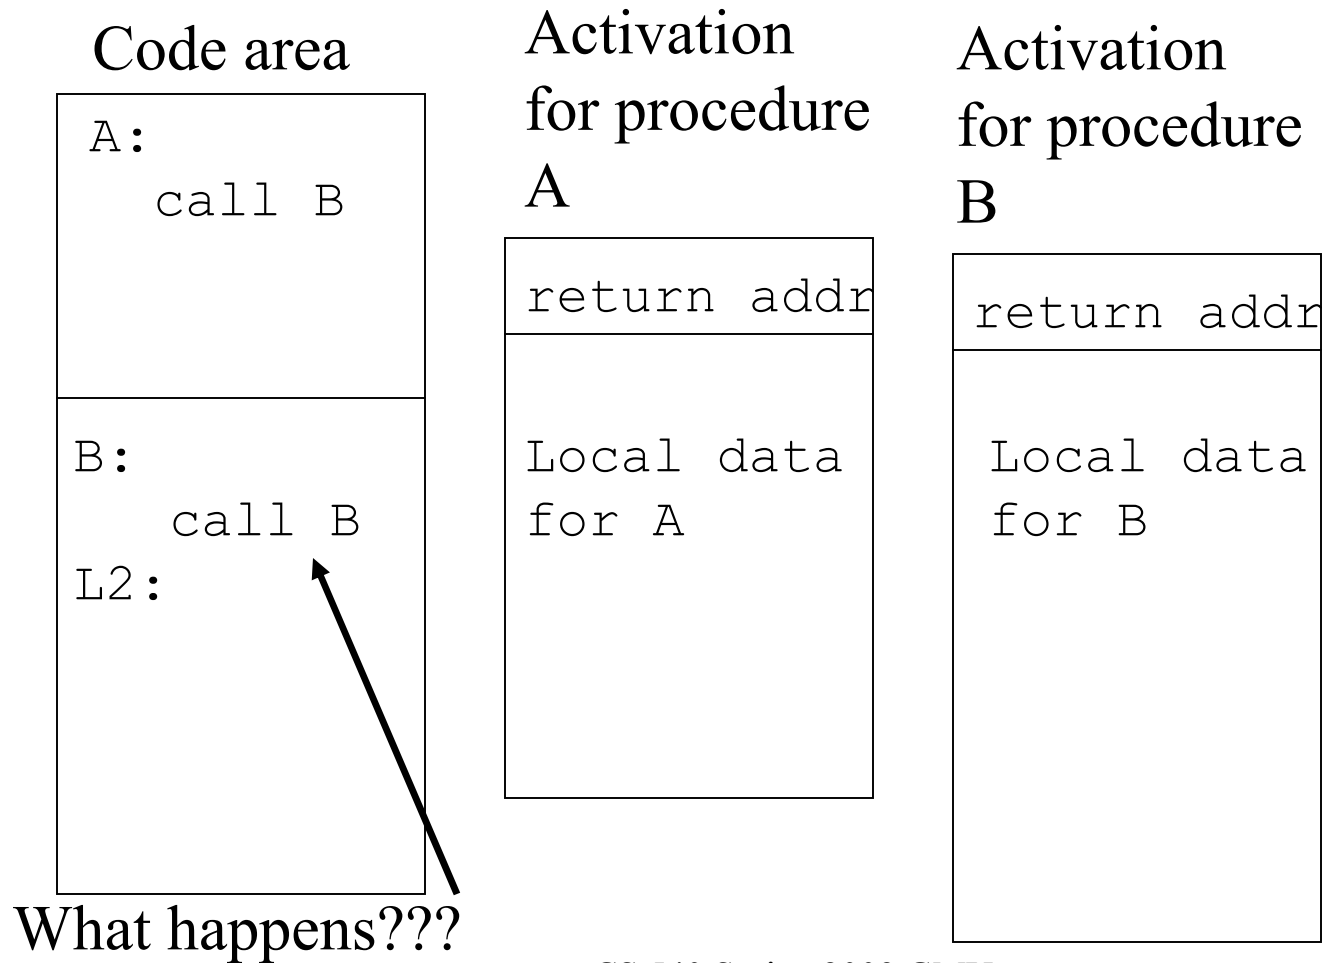 Code area
A:
call B
B:
call B
L2:
What happens???
Activation
for procedure
A
return addr
Local data
for A
Activation
for procedure
B
return addr
Local data
for B